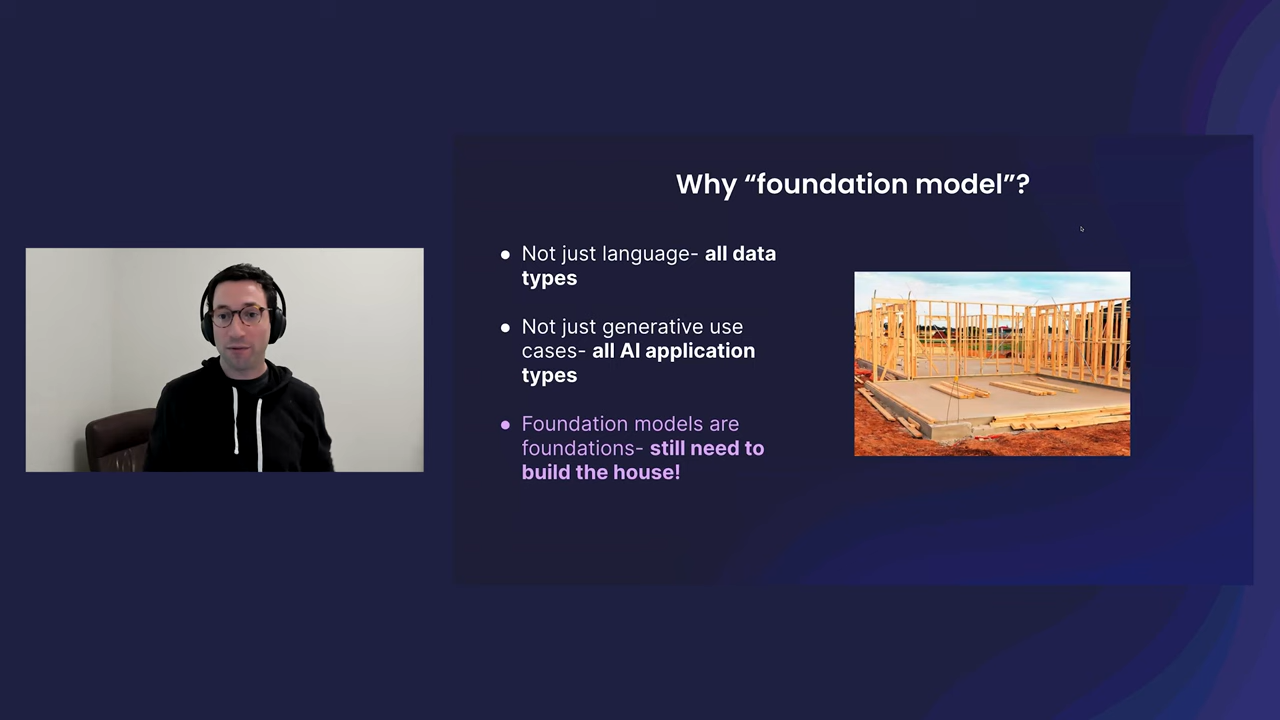 Why “foundation model”?
● Not just language- all data
types
● Not just generative use
cases- all AI application
types
● Foundation models are
foundations- still need to
build the house!